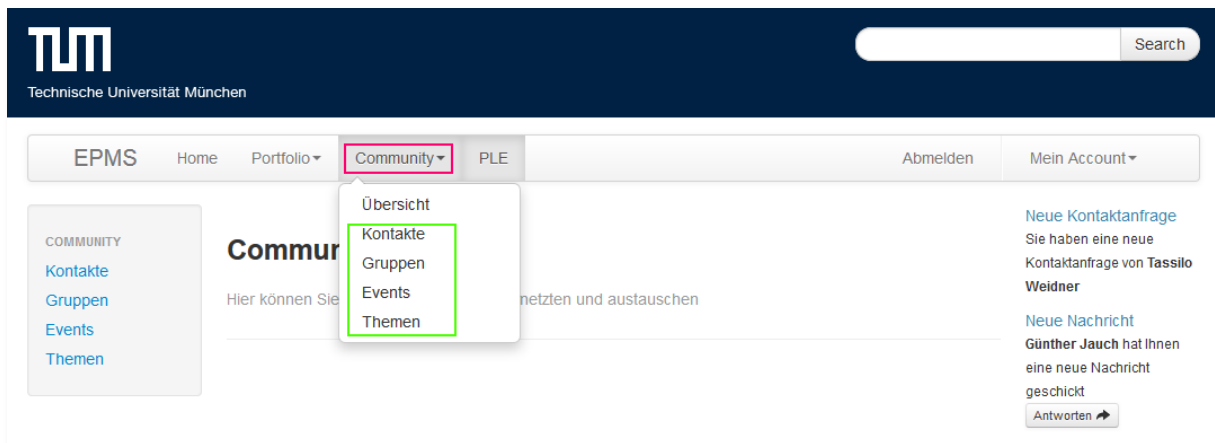 TUM
Technische Universität München
Search
EPMS Home Portfolio Community PLE Abmelden Mein Account
Übersicht
Kontakte
Gruppen
Events
Themen
COMMUNITY
Kontakte
Gruppen
Events
Themen
Commun
Hier können Sie netzten und austauschen
Neue Kontaktanfrage
Sie haben eine neue
Kontaktanfrage von Tassilo
Weidner
Neue Nachricht
Günther Jauch hat Ihnen
eine neue Nachricht
geschickt
Antworten